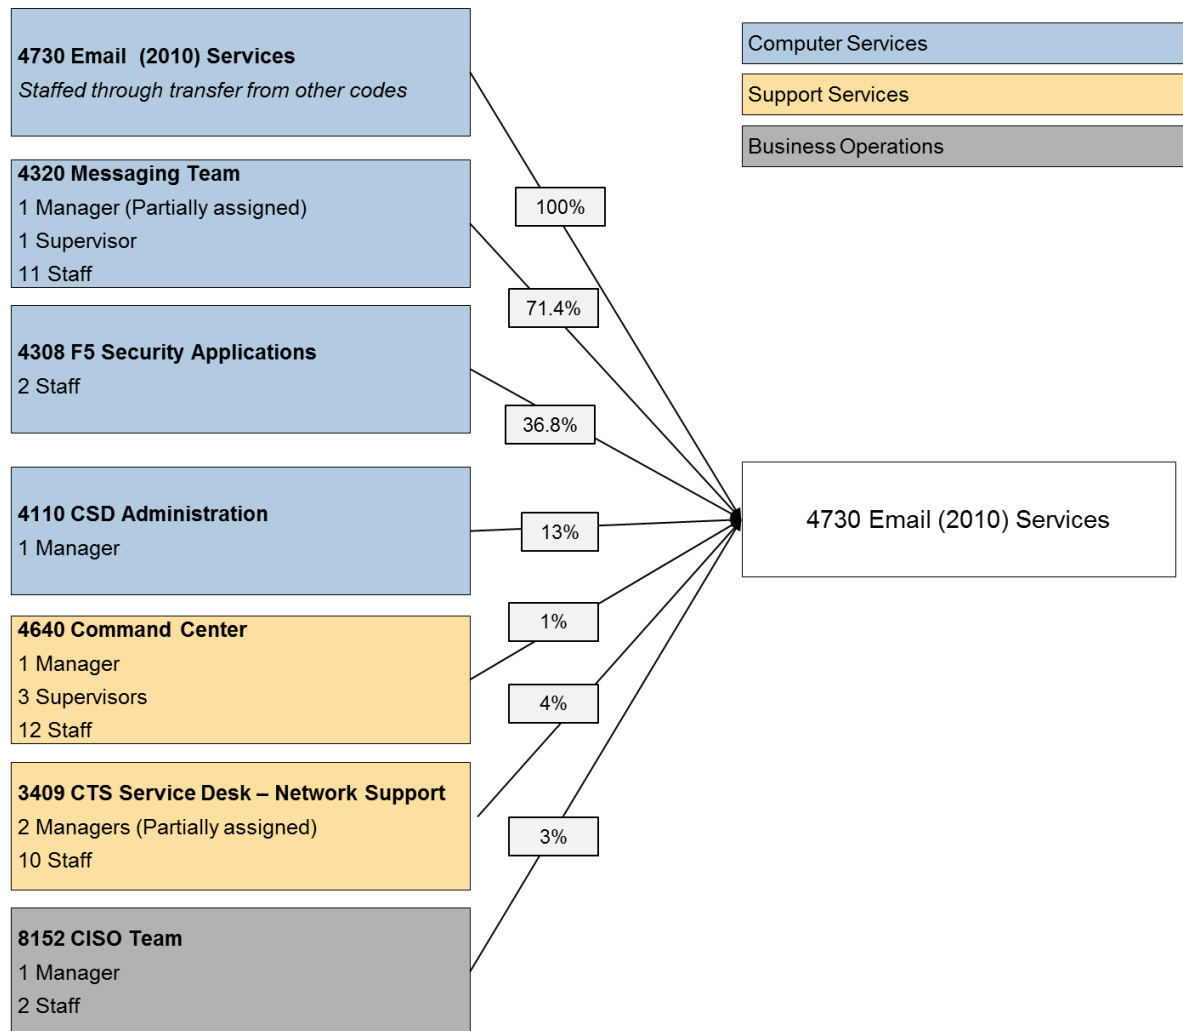 4730 Email (2010) Services
Staffed through transfer from other codes
4320 Messaging Team
1 Manager (Partially assigned)
1 Supervisor
11 Staff
4308 F5 Security Applications
2 Staff
4110 CSD Administration
1 Manager
4640 Command Center
1 Manager
3 Supervisors
12 Staff
3409 CTS Service Desk – Network Support
2 Managers (Partially assigned)
10 Staff
8152 CISO Team
1 Manager
2 Staff
100%
71.4%
36.8%
13%
1%
4%
3%
Computer Services
Support Services
Business Operations
4730 Email (2010) Services